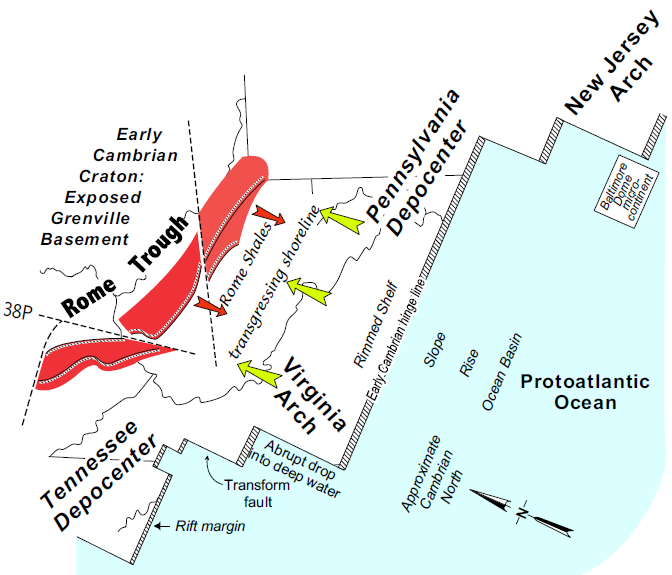 New Jersey
Arch
Early
Cambrian
Craton:
Exposed
Grenville
Basement
Pennsylvania
Depocenter
Baltimore
Dome
micro-
continent
Rome Trough
Rome Shales
transgressing shoreline
38P
Rimmed Shelf
Early Cambrian hinge line
Slope
Rise
Ocean Basin
Protoatlantic
Ocean
Virginia
Arch
Tennessee
Depocenter
Abrupt drop
into deep water
Transform
fault
Rift margin
Approximate
Cambrian
North
N